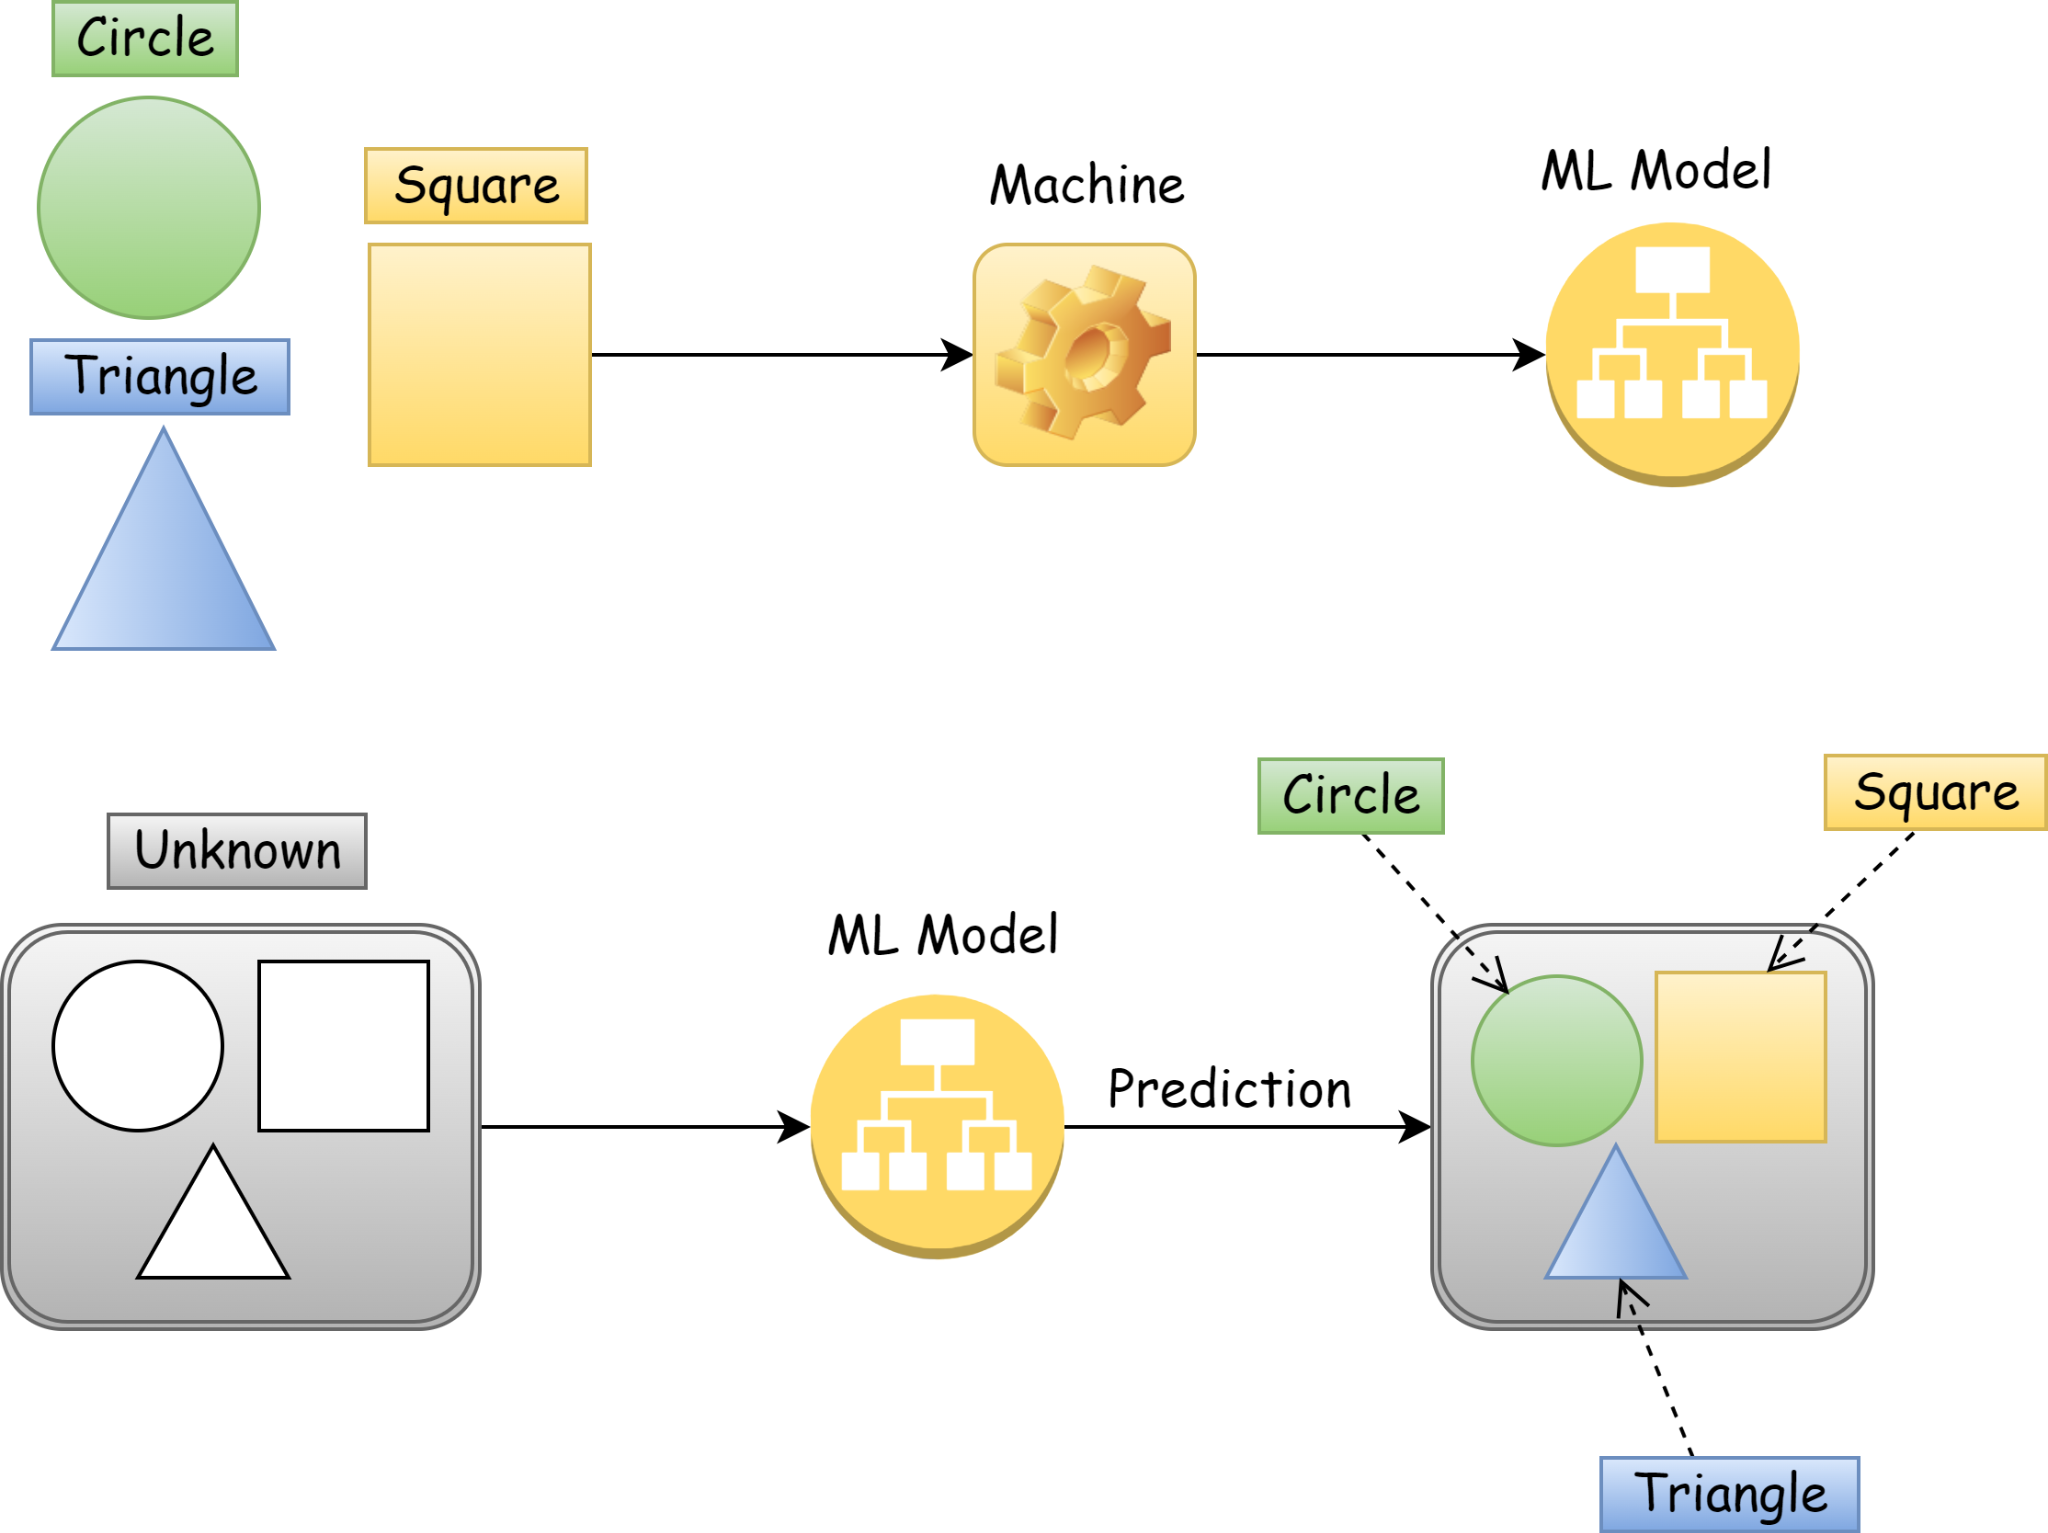 Circle
Square
Machine
ML Model
Triangle
Circle
Square
Unknown
ML Model
Prediction
Triangle